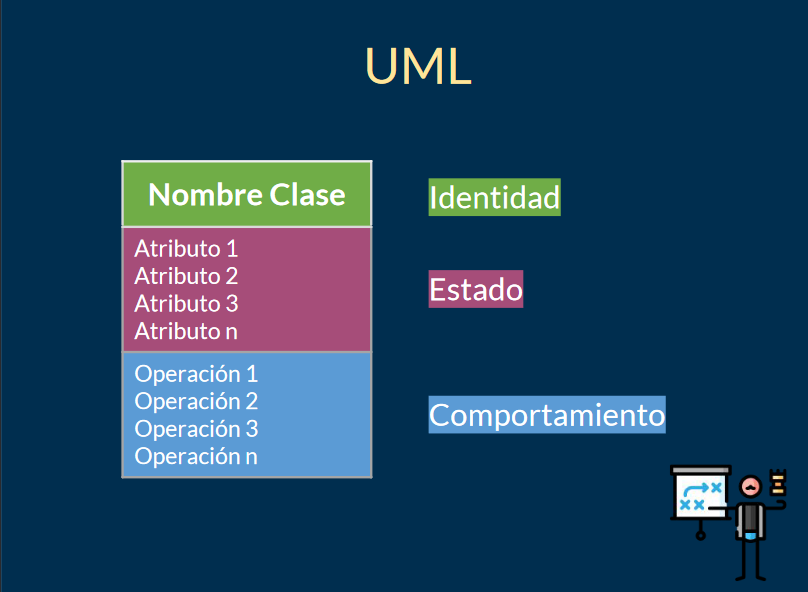 UML
Nombre Clase
Identidad
Atributo 1
Atributo 2
Atributo 3
Atributo n
Estado
Operación 1
Operación 2
Operación 3
Operación n
Comportamiento